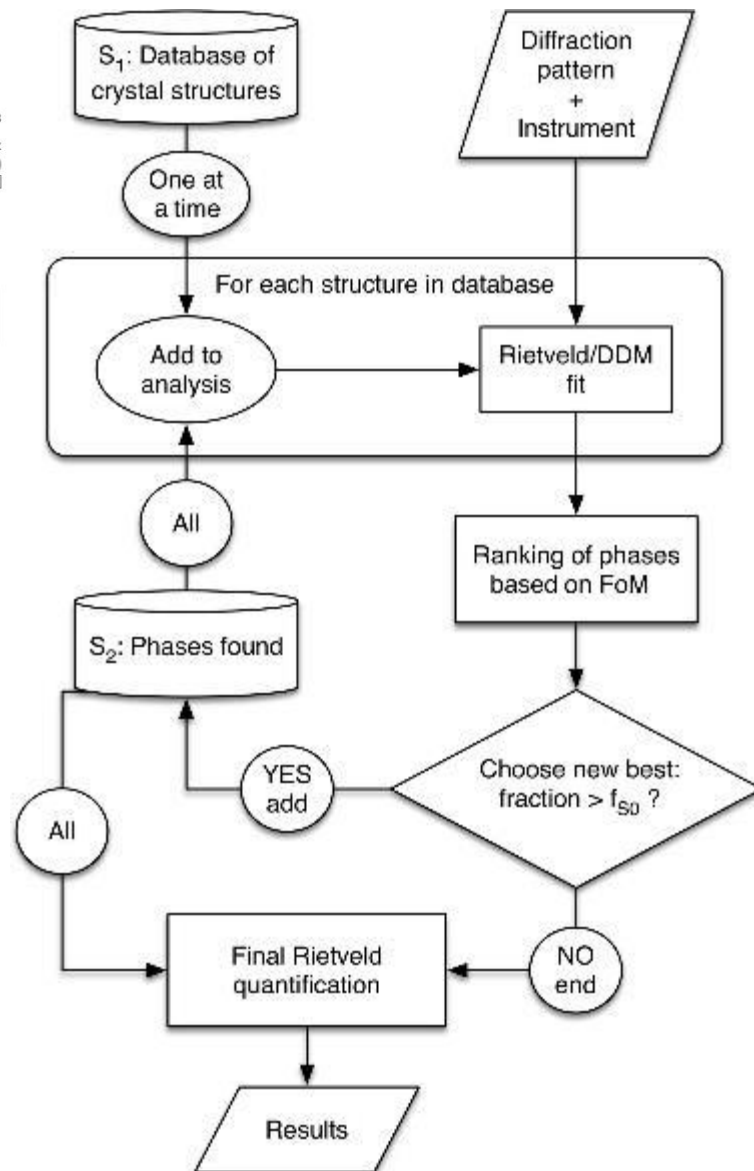 S1: Database of
crystal structures
Diffraction
pattern
+
Instrument
One at
a time
For each structure in database
Add to
analysis
Rietveld/DDM
fit
All
Ranking of phases
based on FoM
S2: Phases found
YES
add
Choose new best:
fraction > fS0 ?
All
Final Rietveld
quantification
NO
end
Results